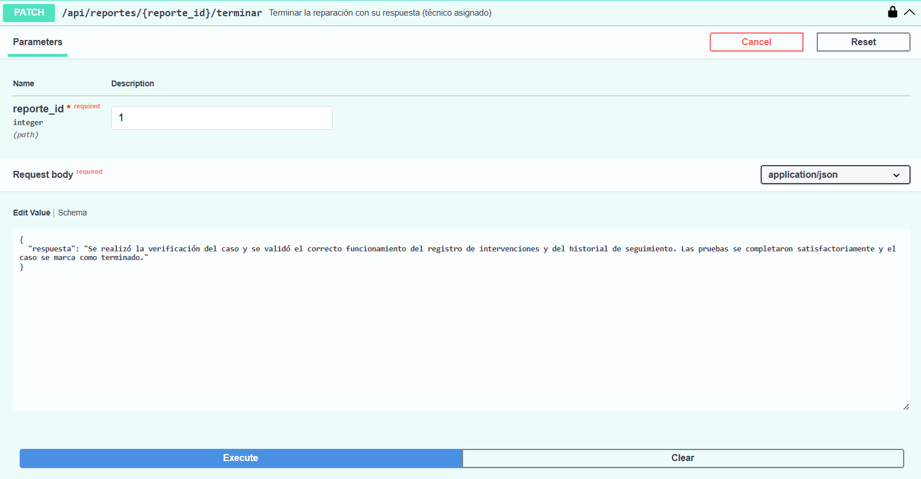 PATCH /api/reportes/{reporte_id}/terminar Terminar la reparación con su respuesta (técnico asignado)
Parameters Cancel Reset
Name Description
reporte_id * required 1
integer
(path)
Request body required application/json
Edit Value | Schema
{
"respuesta": "Se realizó la verificación del caso y se validó el correcto funcionamiento del registro de intervenciones y del historial de seguimiento. Las pruebas se completaron satisfactoriamente y el
caso se marca como terminado."
}
Execute Clear